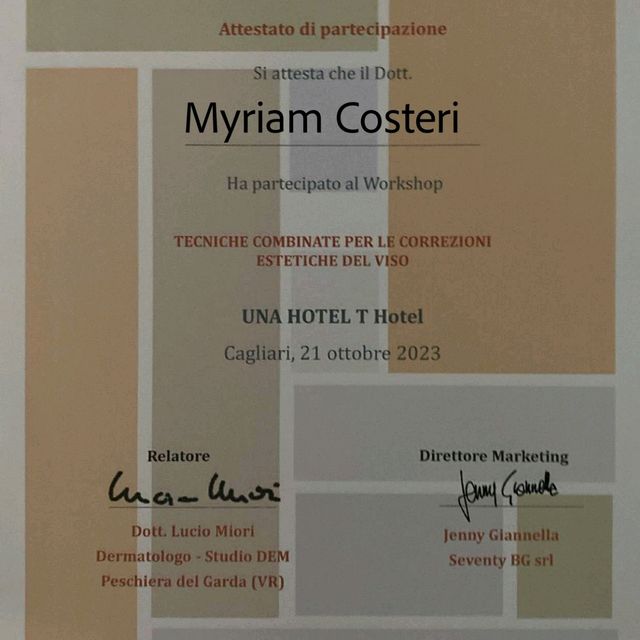 Attestato di partecipazione
Si attesta che il Dott.
Myriam Costeri
Ha partecipato al Workshop
TECNICHE COMBINATE PER LE CORREZIONI
ESTETICHE DEL VISO
UNA HOTEL T Hotel
Cagliari, 21 ottobre 2023
Relatore
Direttore Marketing
Jenny Giannella
Dott. Lucio Miori
Dermatologo - Studio DEM
Peschiera del Garda (VR)
Jenny Giannella
Seventy BG srl